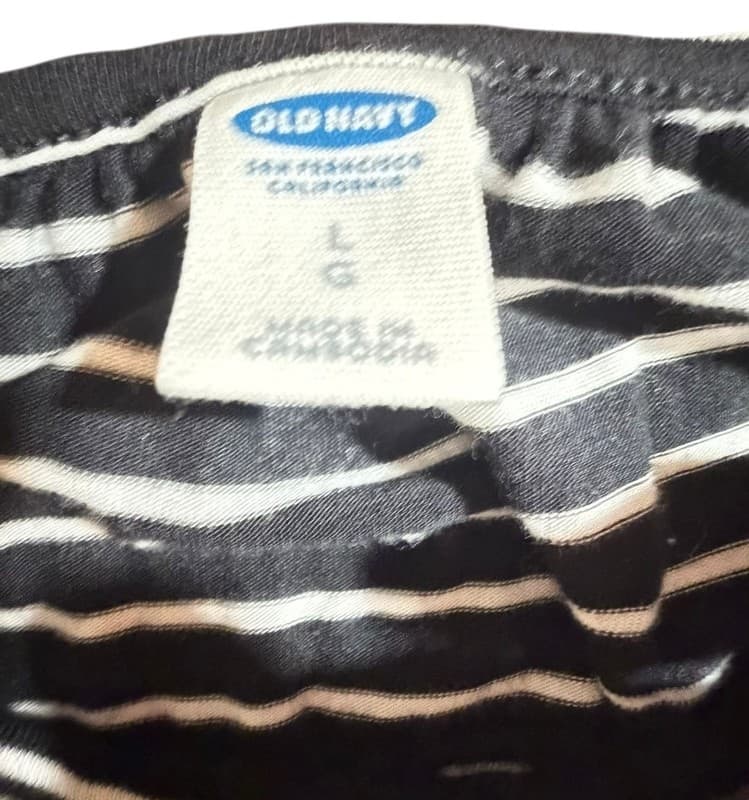 OLD NAVY
SAN FRANCISCO
CALIFORNIA
L
G
MADE IN
CAMBODIA